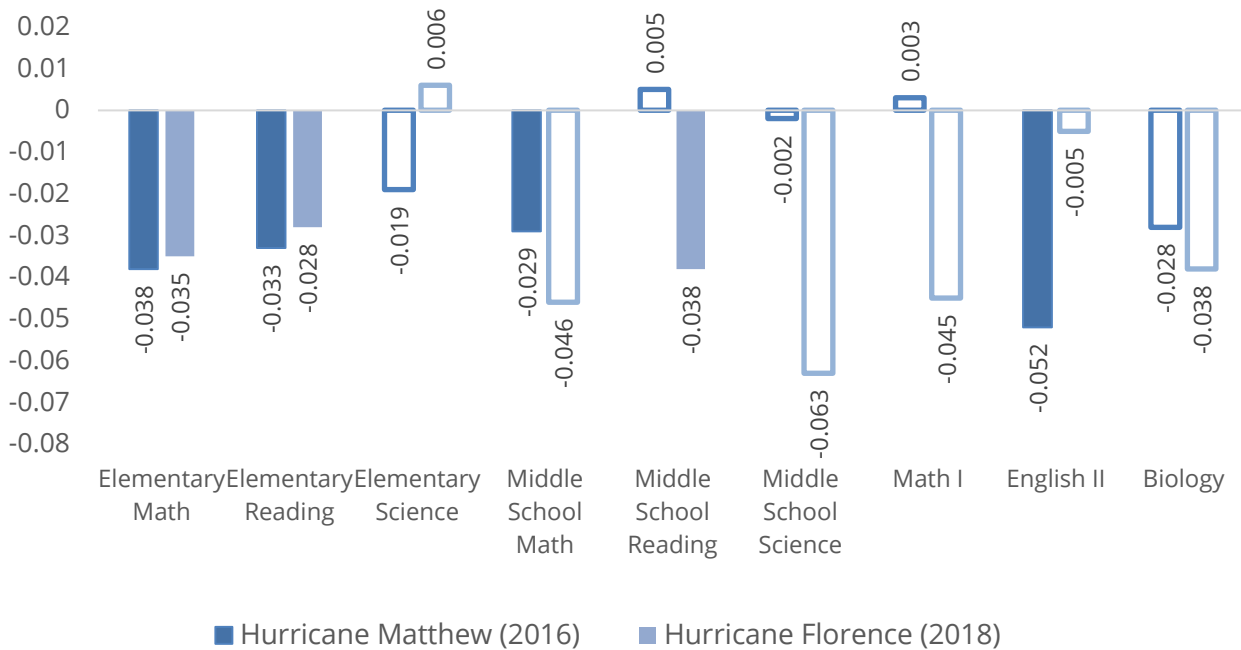 0.02
0.01
0
-0.01
-0.02
-0.03
-0.04
-0.05
-0.06
-0.07
-0.08
-0.038
-0.035
-0.033
-0.028
-0.019
0.006
-0.029
-0.046
0.005
-0.038
-0.002
-0.063
0.003
-0.045
-0.052
-0.005
-0.028
-0.038
Elementary
Math
Elementary
Reading
Elementary
Science
Middle
School
Math
Middle
School
Reading
Middle
School
Science
Math I
English II
Biology
Hurricane Matthew (2016)
Hurricane Florence (2018)